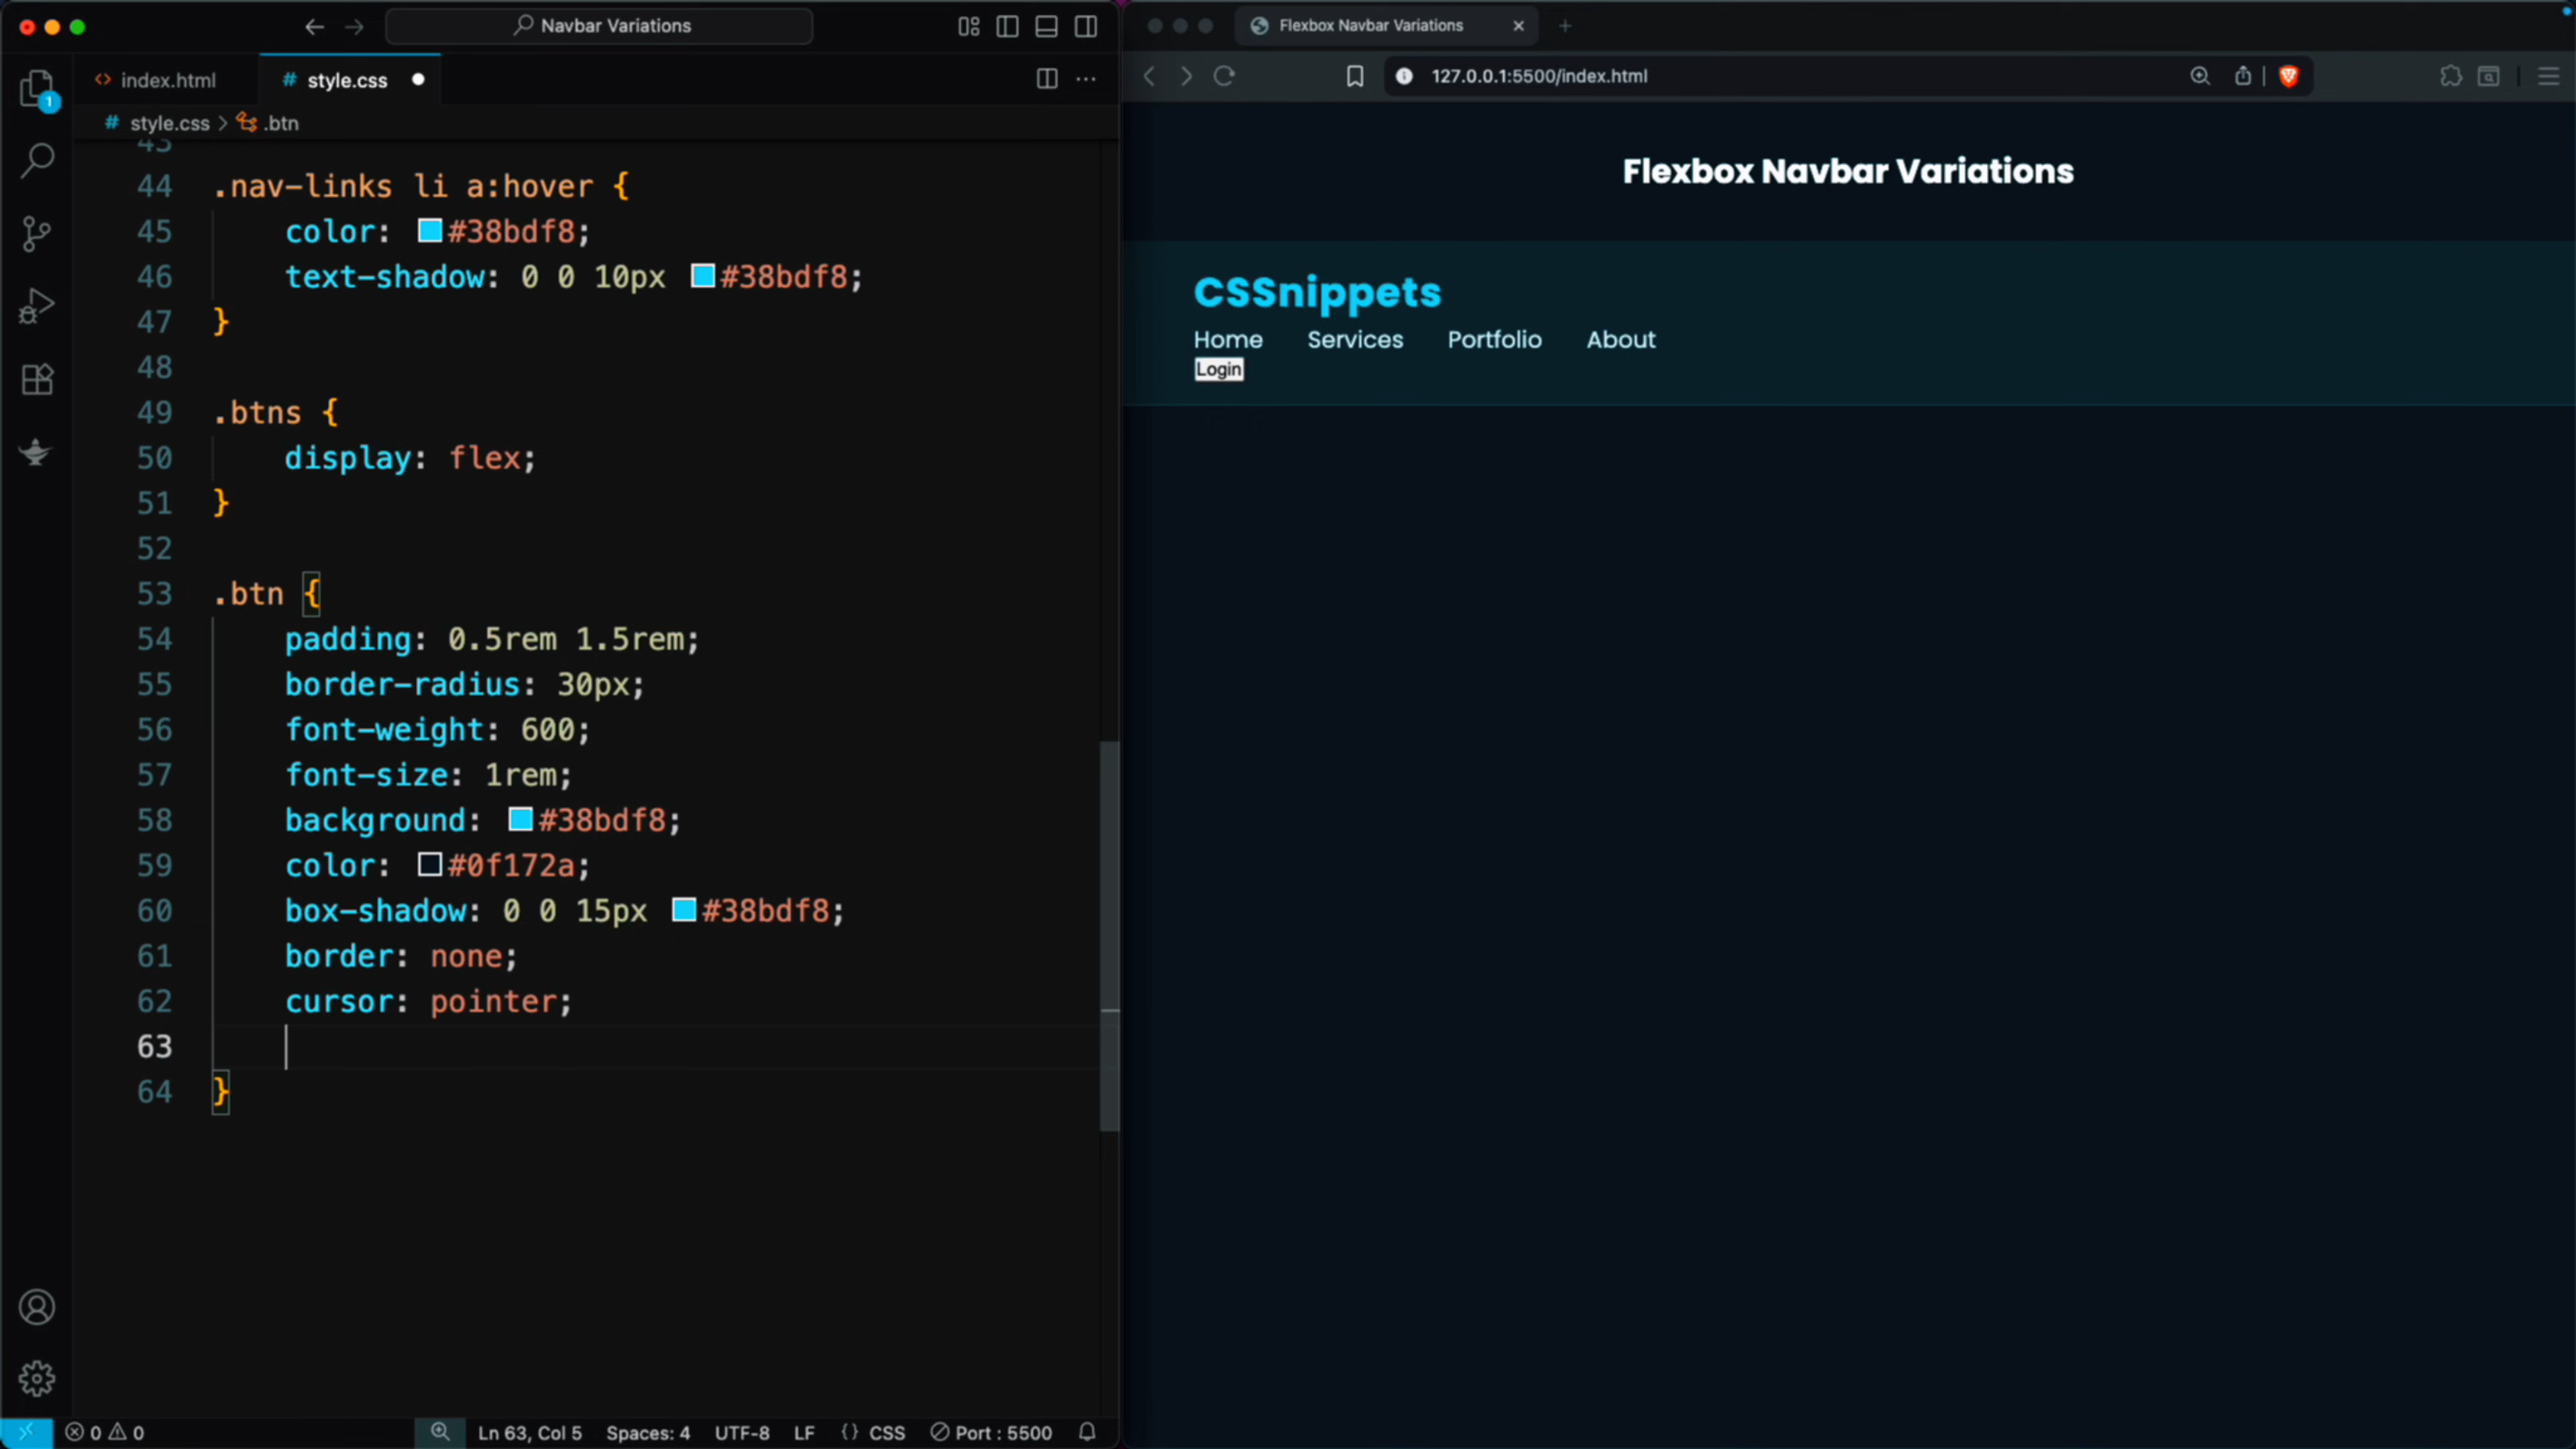 Navbar Variations
index.html
# style.css
# style.css > .btn
43
44 .nav-links li a:hover {
45 color: #38bdf8;
46 text-shadow: 0 0 10px #38bdf8;
47 }
48
49 .btns {
50 display: flex;
51 }
52
53 .btn {
54 padding: 0.5rem 1.5rem;
55 border-radius: 30px;
56 font-weight: 600;
57 font-size: 1rem;
58 background: #38bdf8;
59 color: #0f172a;
60 box-shadow: 0 0 15px #38bdf8;
61 border: none;
62 cursor: pointer;
63
64 }
1
0 0
Ln 63, Col 5 Spaces: 4 UTF-8 LF {} CSS Port : 5500
Flexbox Navbar Variations
127.0.0.1:5500/index.html
Flexbox Navbar Variations
CSSnippets
Home Services Portfolio About
Login